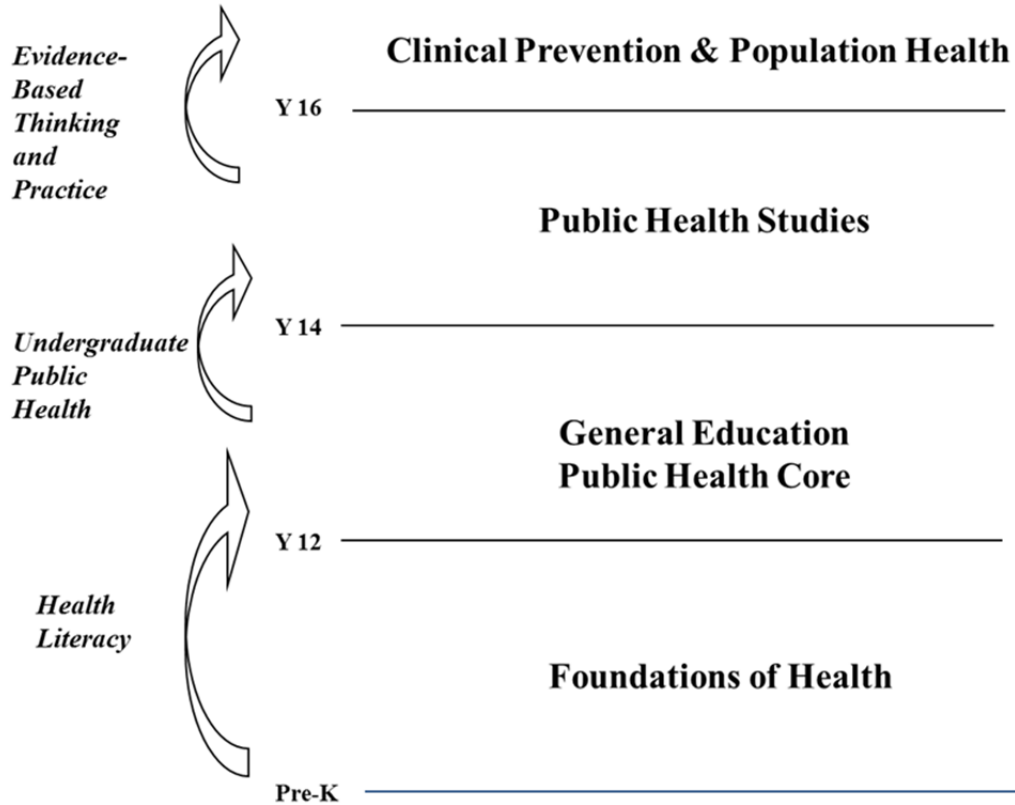 Evidence-
Based
Thinking
and
Practice
Clinical Prevention & Population Health
Y 16
Public Health Studies
Y 14
Undergraduate
Public
Health
General Education
Public Health Core
Y 12
Health
Literacy
Foundations of Health
Pre-K